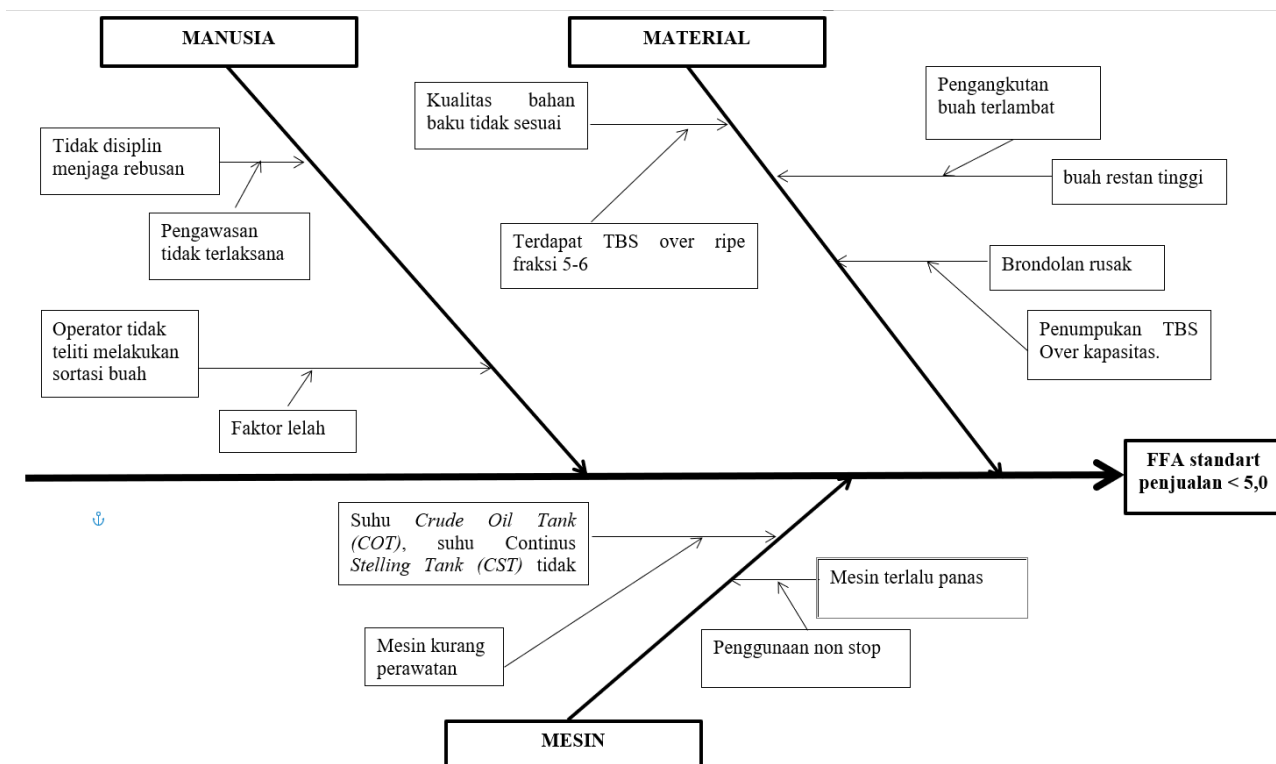 MANUSIA
MATERIAL
Kualitas bahan
baku tidak sesuai
Pengangkutan
buah terlambat
Tidak disiplin
menjaga rebusan
buah restan tinggi
Pengawasan
tidak terlaksana
Terdapat TBS over ripe
fraksi 5-6
Brondolan rusak
Operator tidak
teliti melakukan
sortasi buah
Penumpukan TBS
Over kapasitas.
Faktor lelah
FFA standart
penjualan < 5,0
Suhu Crude Oil Tank
(COT), suhu Continus
Stelling Tank (CST) tidak
Mesin terlalu panas
Mesin kurang
perawatan
Penggunaan non stop
MESIN